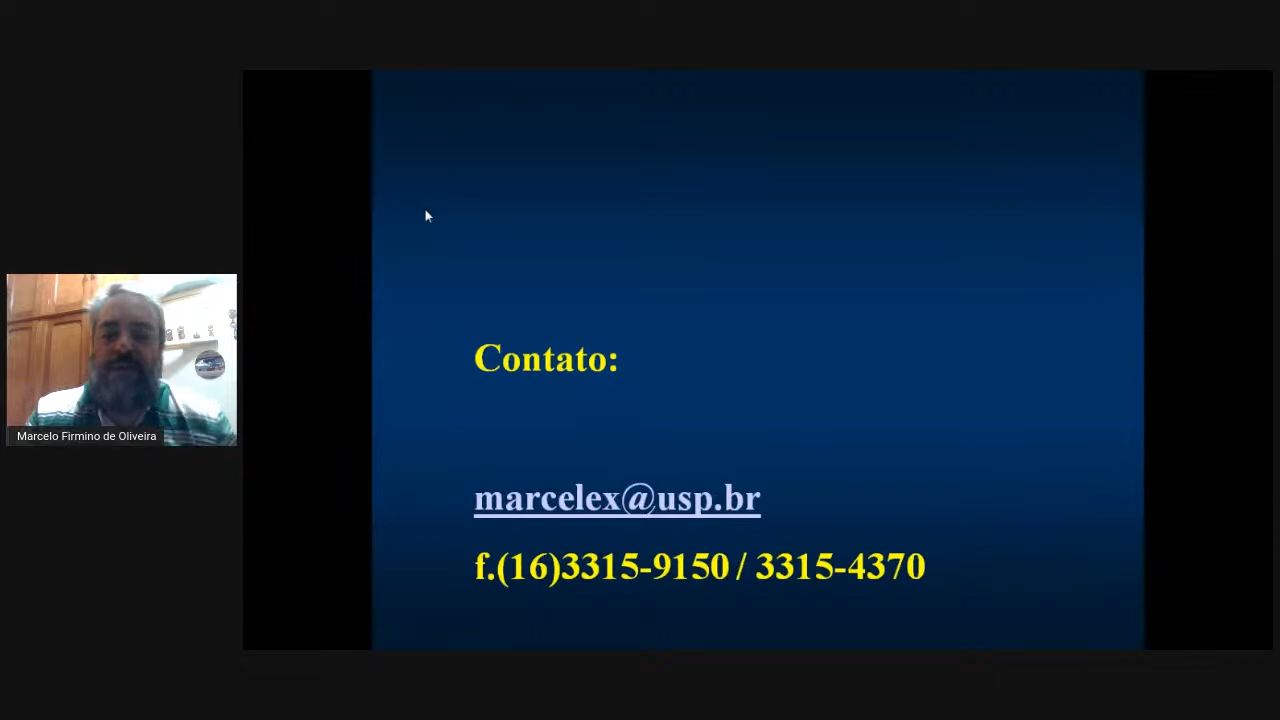 Contato:
marcelex@usp.br
f.(16)3315-9150 / 3315-4370
Marcelo Firmino de Oliveira